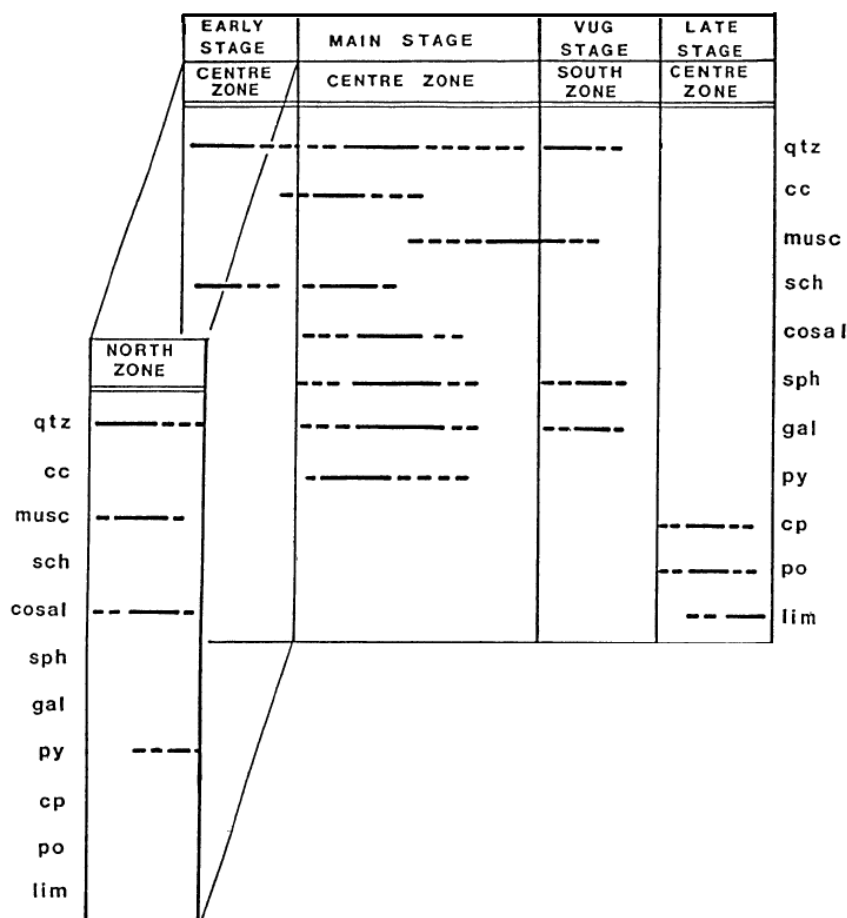 EARLY
STAGE
MAIN STAGE
VUG
STAGE
LATE
STAGE
CENTRE
ZONE
CENTRE ZONE
SOUTH
ZONE
CENTRE
ZONE
qtz
cc
musc
sch
cosal
sph
gal
py
cp
po
lim
NORTH
ZONE
qtz
cc
musc
sch
cosal
sph
gal
py
cp
po
lim